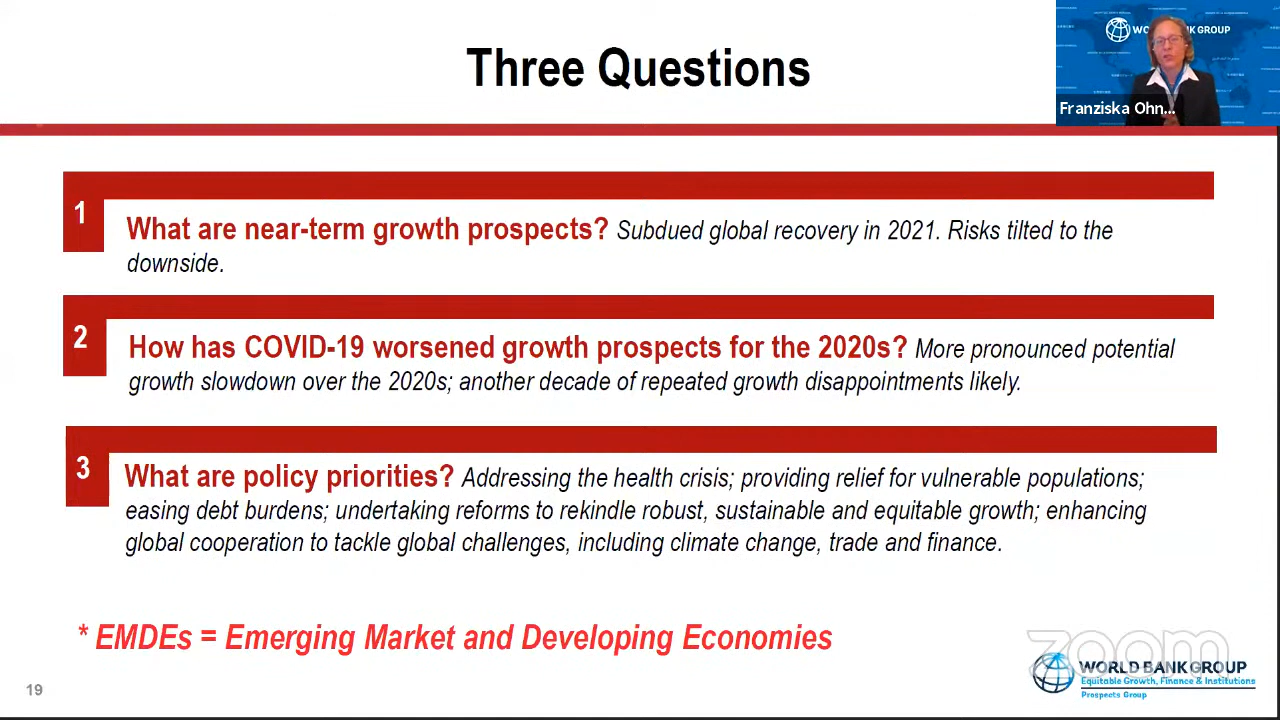 Three Questions
WORLD BANK GROUP
Franziska Ohn...
1
What are near-term growth prospects? Subdued global recovery in 2021. Risks tilted to the
downside.
2
How has COVID-19 worsened growth prospects for the 2020s? More pronounced potential
growth slowdown over the 2020s; another decade of repeated growth disappointments likely.
3
What are policy priorities? Addressing the health crisis; providing relief for vulnerable populations;
easing debt burdens; undertaking reforms to rekindle robust, sustainable and equitable growth; enhancing
global cooperation to tackle global challenges, including climate change, trade and finance.
* EMDEs = Emerging Market and Developing Economies
zoom
WORLD BANK GROUP
Equitable Growth, Finance & Institutions
Prospects Group
19